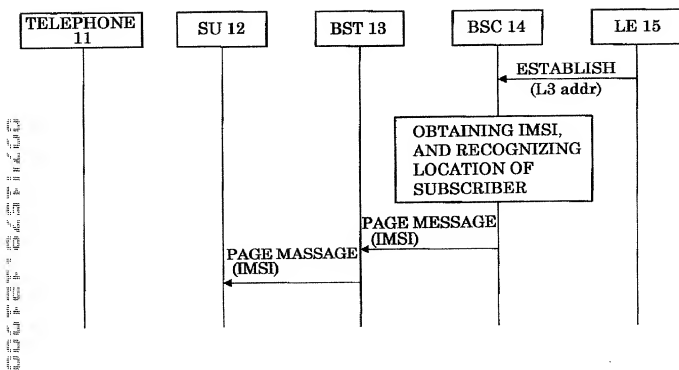 TELEPHONE
11
SU 12
BST 13
BSC 14
LE 15
ESTABLISH
(L3 addr)
OBTAINING IMSI,
AND RECOGNIZING
LOCATION OF
SUBSCRIBER
PAGE MESSAGE
(IMSI)
PAGE MASSAGE
(IMSI)